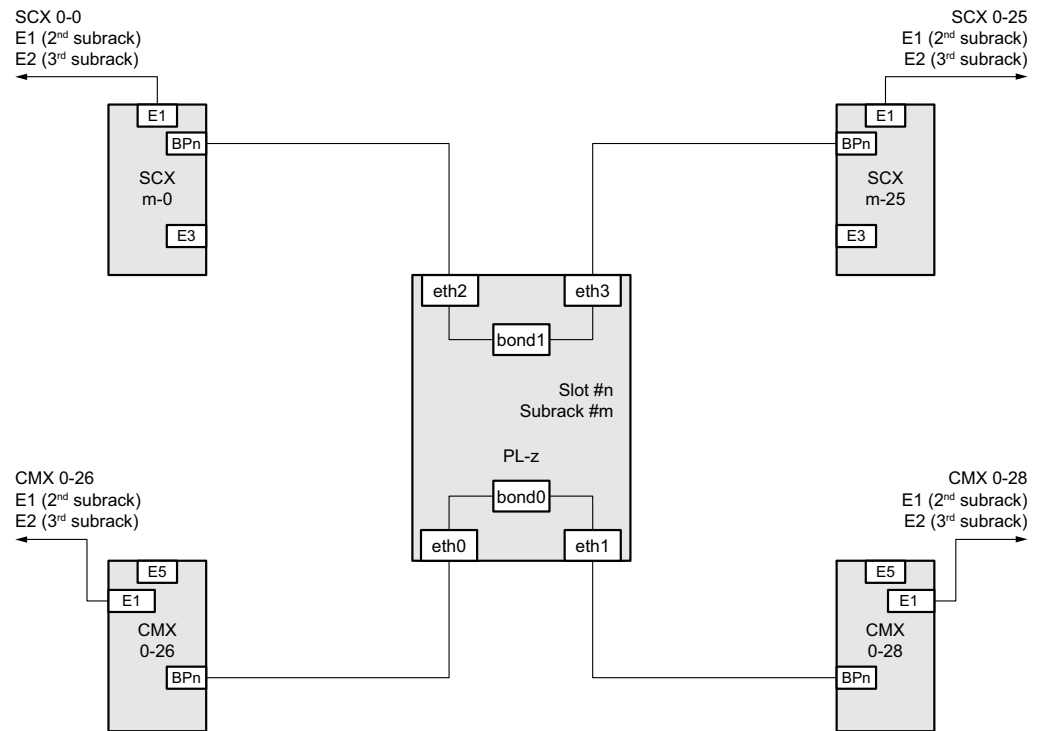 SCX 0-0
E1 (2nd subrack)
E2 (3rd subrack)
SCX 0-25
E1 (2nd subrack)
E2 (3rd subrack)
E1
BPn
SCX
m-0
E3
E1
BPn
SCX
m-25
E3
eth2
eth3
bond1
Slot #n
Subrack #m
PL-z
bond0
eth0
eth1
CMX 0-26
E1 (2nd subrack)
E2 (3rd subrack)
CMX 0-28
E1 (2nd subrack)
E2 (3rd subrack)
E5
E1
CMX
0-26
BPn
E5
E1
CMX
0-28
BPn